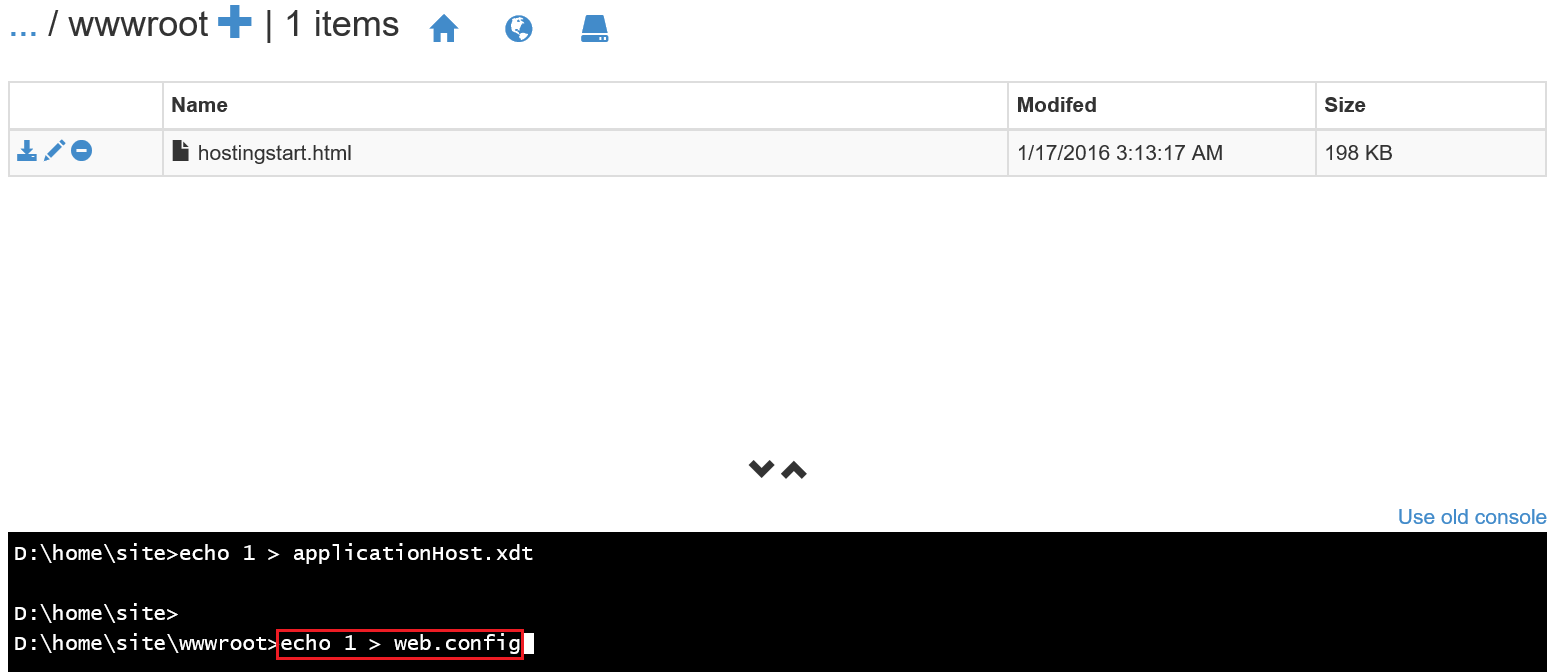 ... / wwwroot | 1 items
Name Modifed Size
hostingstart.html 1/17/2016 3:13:17 AM 198 KB
Use old console
D:\home\site>echo 1 > applicationHost.xdt
D:\home\site>
D:\home\site\wwwroot>echo 1 > web.config